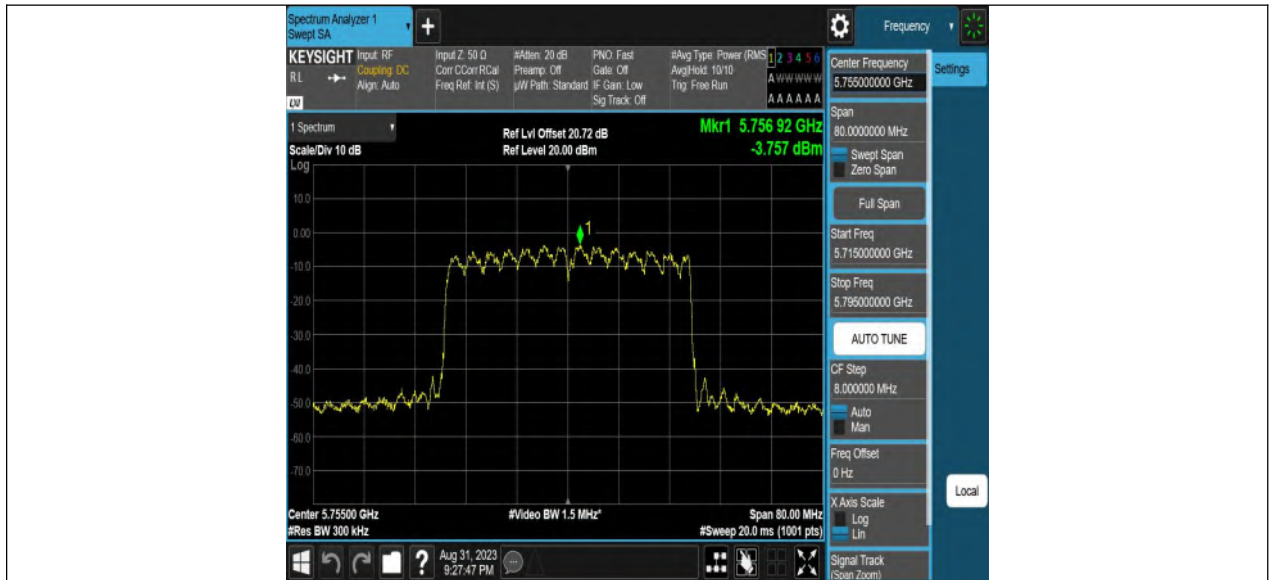 Spectrum Analyzer 1
Swept SA
+
Frequency
KEYSIGHT
Input: RF
Coupling: DC
Align: Auto
Input Z: 50 Ω
Corr CCorr RCal
Freq Ref: Int (S)
#Atten: 20 dB
Preamp: Off
µW Path: Standard
PNO: Fast
Gate: Off
IF Gain: Low
Sig Track: Off
#Avg Type: Power (RMS
Avg|Hold: 10/10
Trig: Free Run
1 2 3 4 5 6
A W W W W W
A A A A A A
R L
LXI
Center Frequency
5.755000000 GHz
Settings
1 Spectrum
Scale/Div 10 dB
Log
Ref Lvl Offset 20.72 dB
Ref Level 20.00 dBm
Mkr1 5.756 92 GHz
-3.757 dBm
10.0
0.00
-10.0
-20.0
-30.0
-40.0
-50.0
-60.0
-70.0
1
Center 5.75500 GHz
#Res BW 300 kHz
#Video BW 1.5 MHz*
Span 80.00 MHz
#Sweep 20.0 ms (1001 pts)
Span
80.0000000 MHz
Swept Span
Zero Span
Full Span
Start Freq
5.715000000 GHz
Stop Freq
5.795000000 GHz
AUTO TUNE
CF Step
8.000000 MHz
Auto
Man
Freq Offset
0 Hz
X Axis Scale
Log
Lin
Signal Track
(Span Zoom)
Local
?
Aug 31, 2023
9:27:47 PM